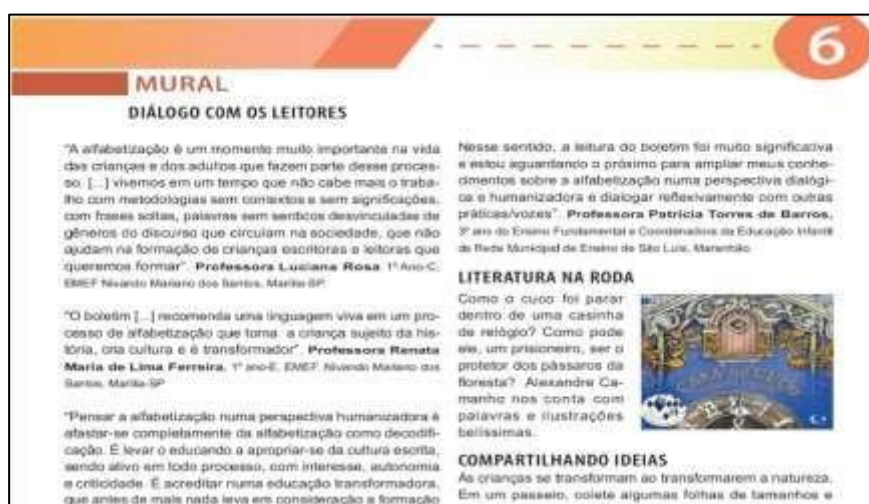 6
MURAL
DIÁLOGO COM OS LEITORES
"A alfabetização é um momento muito importante na vida
das crianças e dos adultos que fazem parte desse proces-
so. [...] vivemos em um tempo que não cabe mais o traba-
lho com metodologias sem contextos e sem significações,
com frases soltas, palavras sem sentidos desvinculadas de
gêneros do discurso que circulam na sociedade, que não
ajudam na formação de crianças escritoras e leitoras que
queremos formar". Professora Luciana Rosa 1º Ano-C,
EMEF Nivando Mariano dos Santos, Marília-SP.
"O boletim [...] recomenda uma linguagem viva em um pro-
cesso de alfabetização que torna a criança sujeito da his-
tória, cria cultura e é transformador". Professora Renata
Maria de Lima Ferreira, 1º ano-E, EMEF. Nivando Mariano dos
Santos, Marília-SP
"Pensar a alfabetização numa perspectiva humanizadora é
afastar-se completamente da alfabetização como decodifi-
cação. É levar o educando a apropriar-se da cultura escrita,
sendo ativo em todo processo, com interesse, autonomia
e criticidade. É acreditar numa educação transformadora,
que antes de mais nada leva em consideração a formação
Nesse sentido, a leitura do boletim foi muito significativa
e estou aguardando o próximo para ampliar meus conhe-
cimentos sobre a alfabetização numa perspectiva dialógi-
ca e humanizadora e dialogar reflexivamente com outras
práticas/vozes". Professora Patrícia Torres de Barros,
3º ano do Ensino Fundamental e Coordenadora da Educação Infantil
da Rede Municipal de Ensino de São Luís, Maranhão.
LITERATURA NA RODA
Como o cuco foi parar
dentro de uma casinha
de relógio? Como pode
ele, um prisioneiro, ser o
protetor dos pássaros da
floresta? Alexandre Ca-
manho nos conta com
palavras e ilustrações
belíssimas.
COMPARTILHANDO IDEIAS
As crianças se transformam ao transformarem a natureza.
Em um passeio, colete algumas folhas de tamanhos e